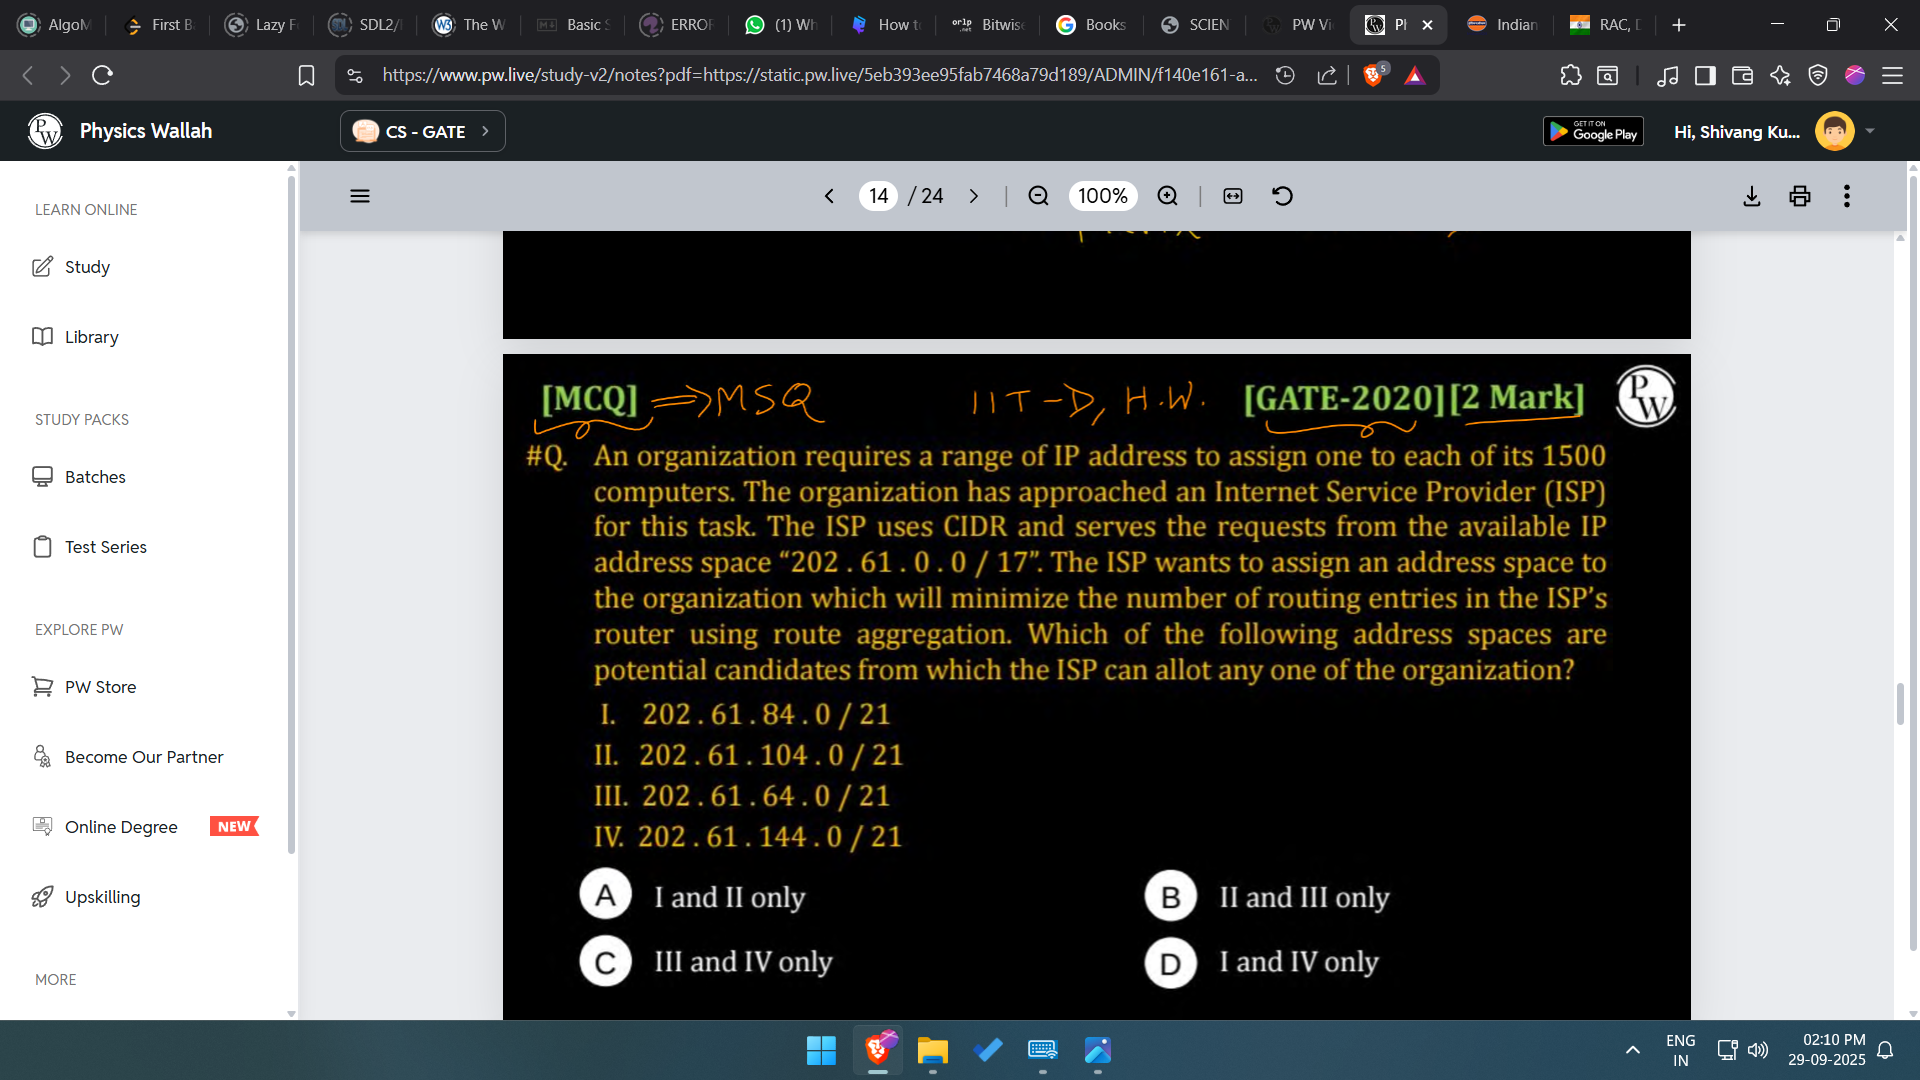 AlgoM
First B
Lazy F
SDL2/
The W
Basic S
ERROR
(1) Wh
How t
Bitwis
Books
SCIEN
PW Vi
Pl
Indian
RAC,
https://www.pw.live/study-v2/notes?pdf=https://static.pw.live/5eb393ee95fab7468a79d189/ADMIN/f140e161-a...
5
Physics Wallah
CS - GATE
GET IT ON
Google Play
Hi, Shivang Ku...
LEARN ONLINE
Study
Library
STUDY PACKS
Batches
Test Series
EXPLORE PW
PW Store
Become Our Partner
Online Degree NEW
Upskilling
MORE
14 / 24
100%
[MCQ] ⇒ MSQ IIT-D, H.W. [GATE-2020][2 Mark]
#Q. An organization requires a range of IP address to assign one to each of its 1500
computers. The organization has approached an Internet Service Provider (ISP)
for this task. The ISP uses CIDR and serves the requests from the available IP
address space “202 . 61 . 0 . 0 / 17”. The ISP wants to assign an address space to
the organization which will minimize the number of routing entries in the ISP’s
router using route aggregation. Which of the following address spaces are
potential candidates from which the ISP can allot any one of the organization?
I. 202 . 61 . 84 . 0 / 21
II. 202 . 61 . 104 . 0 / 21
III. 202 . 61 . 64 . 0 / 21
IV. 202 . 61 . 144 . 0 / 21
A I and II only
B II and III only
C III and IV only
D I and IV only
ENG
IN
02:10 PM
29-09-2025